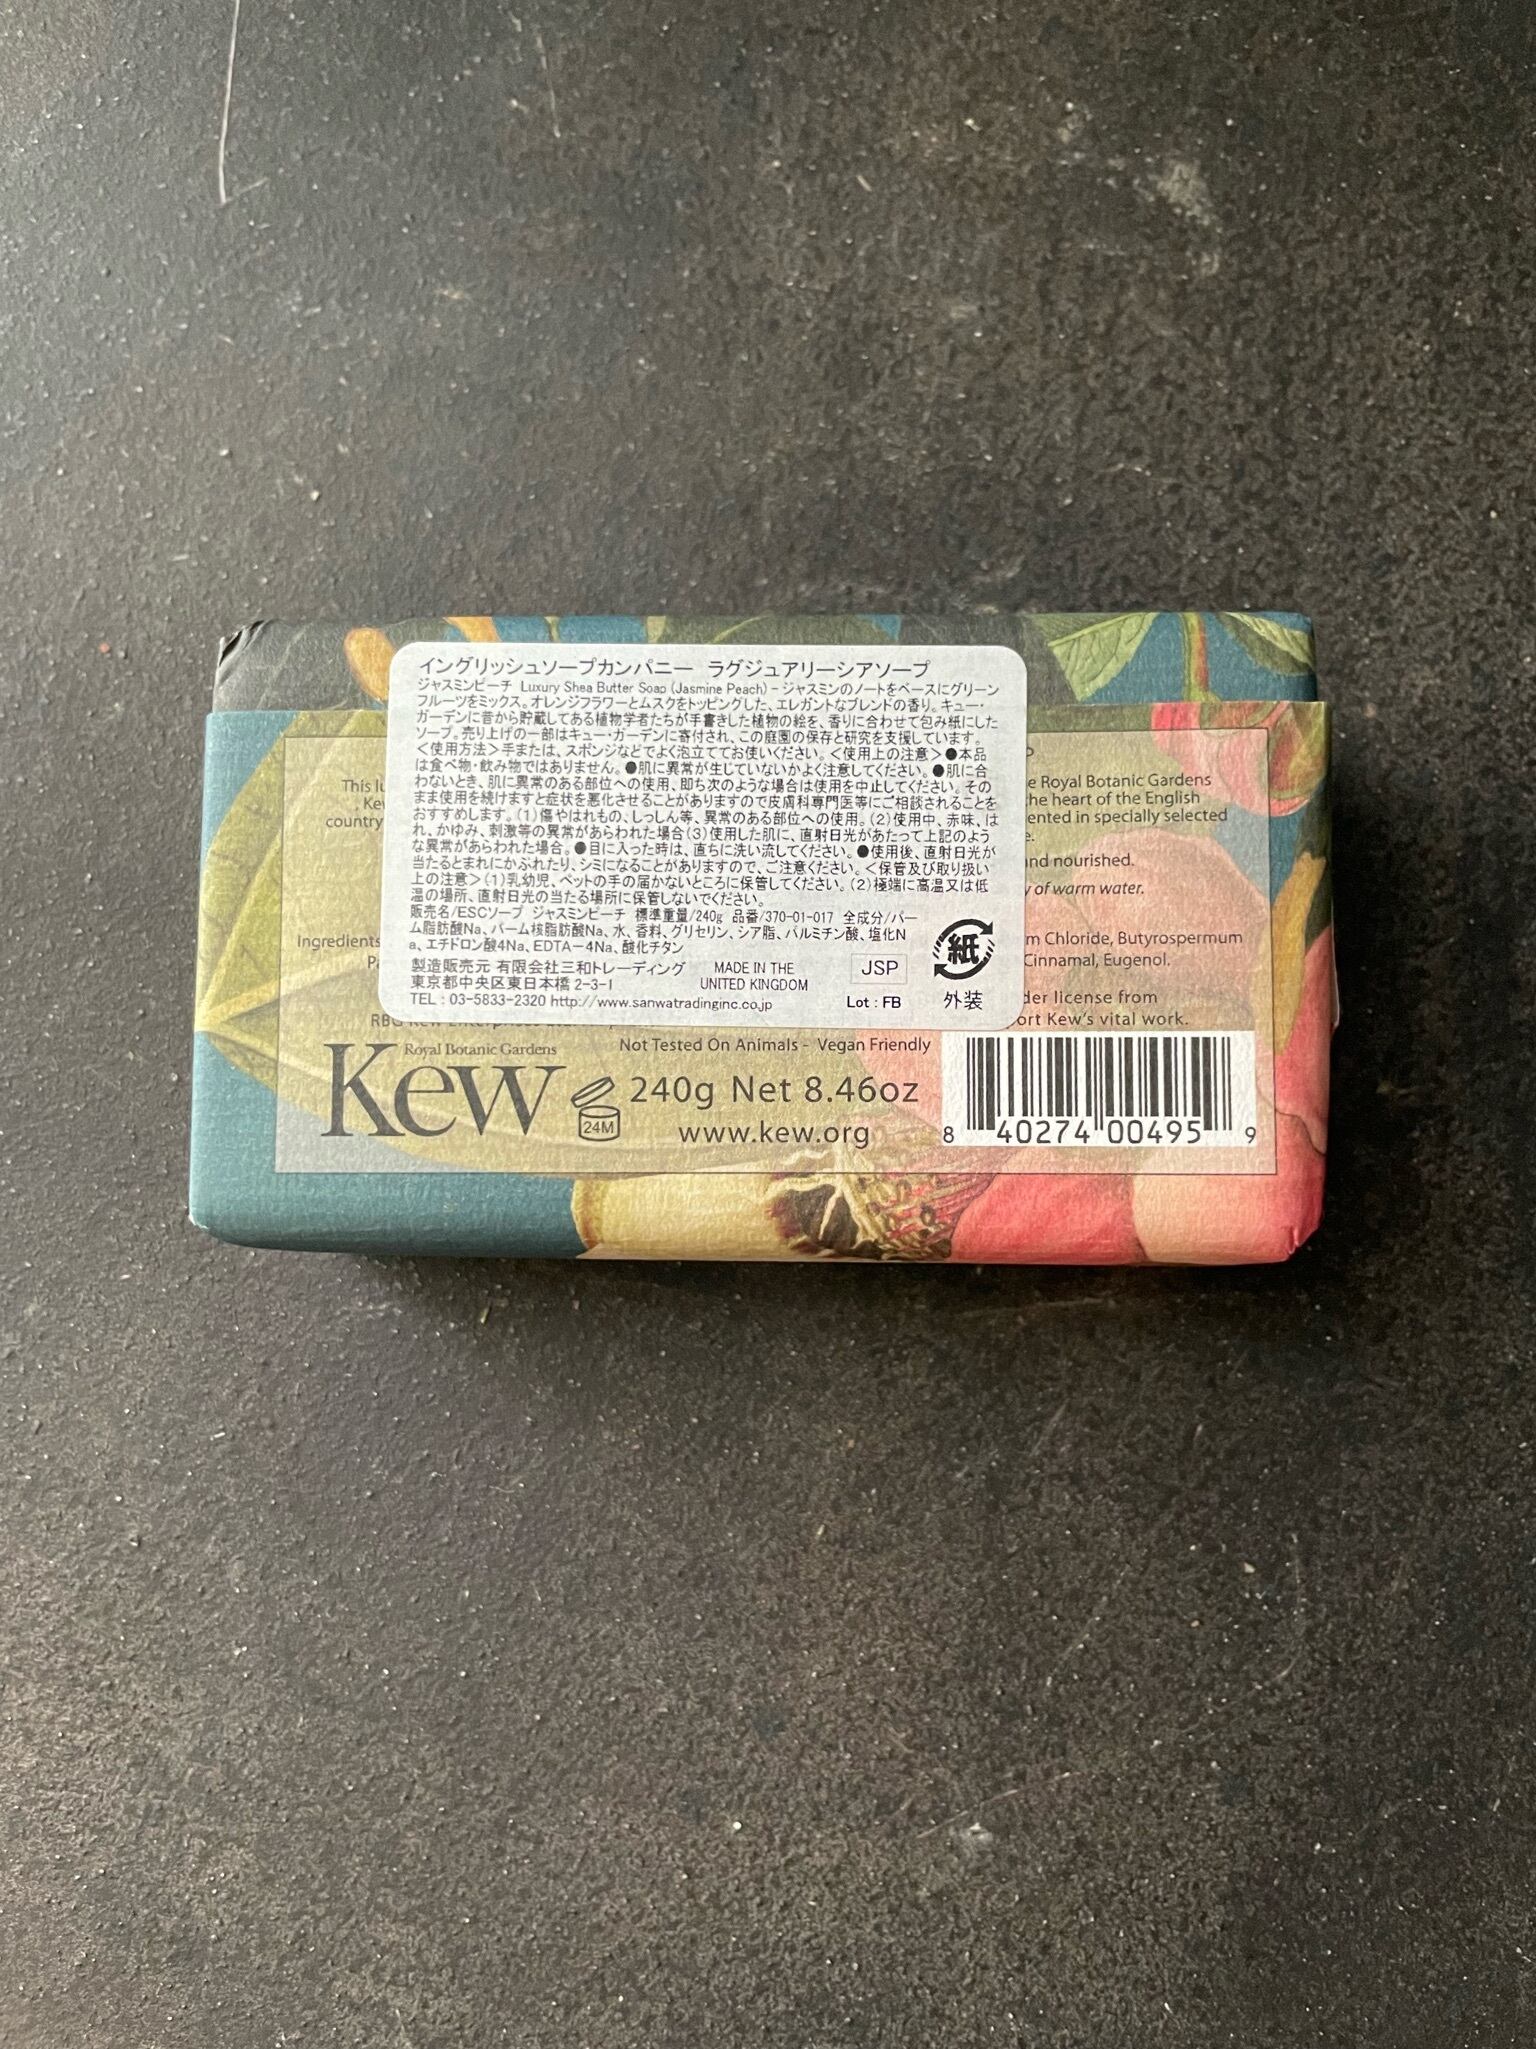 イングリッシュソープカンパニー　ラグジュアリーシアソープ
ジャスミンピーチ Luxury Shea Butter Soap (Jasmine Peach) – ジャスミンのノートをベースにグリーン
フルーツをミックス。オレンジフラワーとムスクをトッピングした、エレガントなブレンドの香り。キュー・
ガーデンに昔から貯蔵してある植物学者たちが手書きした植物の絵を、香りに合わせて包み紙にした
ソープ。売り上げの一部はキュー・ガーデンに寄付され、この庭園の保存と研究を支援しています。
＜使用方法＞手または、スポンジなどでよく泡立ててお使いください。＜使用上の注意＞●本品
は食べ物・飲み物ではありません。●肌に異常が生じていないかよく注意してください。●肌に合
わないとき、肌に異常のある部位への使用、即ち次のような場合は使用を中止してください。その
まま使用を続けますと症状を悪化させることがありますので皮膚科専門医等にご相談されることを
おすすめします。(1)傷やはれもの、しっしん等、異常のある部位への使用。(2)使用中、赤味、は
れ、かゆみ、刺激等の異常があらわれた場合(3)使用した肌に、直射日光があたって上記のよう
な異常があらわれた場合。●目に入った時は、直ちに洗い流してください。●使用後、直射日光が
当たるとまれにかぶれたり、シミになることがありますので、ご注意ください。＜保管及び取り扱い
上の注意＞(1)乳幼児、ペットの手の届かないところに保管してください。(2)極端に高温又は低
温の場所、直射日光の当たる場所に保管しないでください。
販売名/ESCソープ ジャスミンピーチ 標準重量/240g 品番/370-01-017 全成分/パー
ム脂肪酸Na、パーム核脂肪酸Na、水、香料、グリセリン、シア脂、パルミチン酸、塩化N
a、エチドロン酸4Na、EDTA－4Na、酸化チタン
製造販売元 有限会社三和トレーディング
東京都中央区東日本橋 2-3-1
TEL : 03-5833-2320 http://www.sanwatradinginc.co.jp
MADE IN THE
UNITED KINGDOM
JSP
Lot : FB
紙
外装
This
e Royal Botanic Gardens
Kew
the heart of the English
country
ented in specially selected
e.
and nourished.
y of warm water.
Ingredients
m Chloride, Butyrospermum
Pa
Cinnamal, Eugenol.
der license from
RBG Kew Enterprises
ort Kew's vital work.
Royal Botanic Gardens
Kew
Not Tested On Animals - Vegan Friendly
24M
240g Net 8.46oz
www.kew.org
8 40274 00495 9